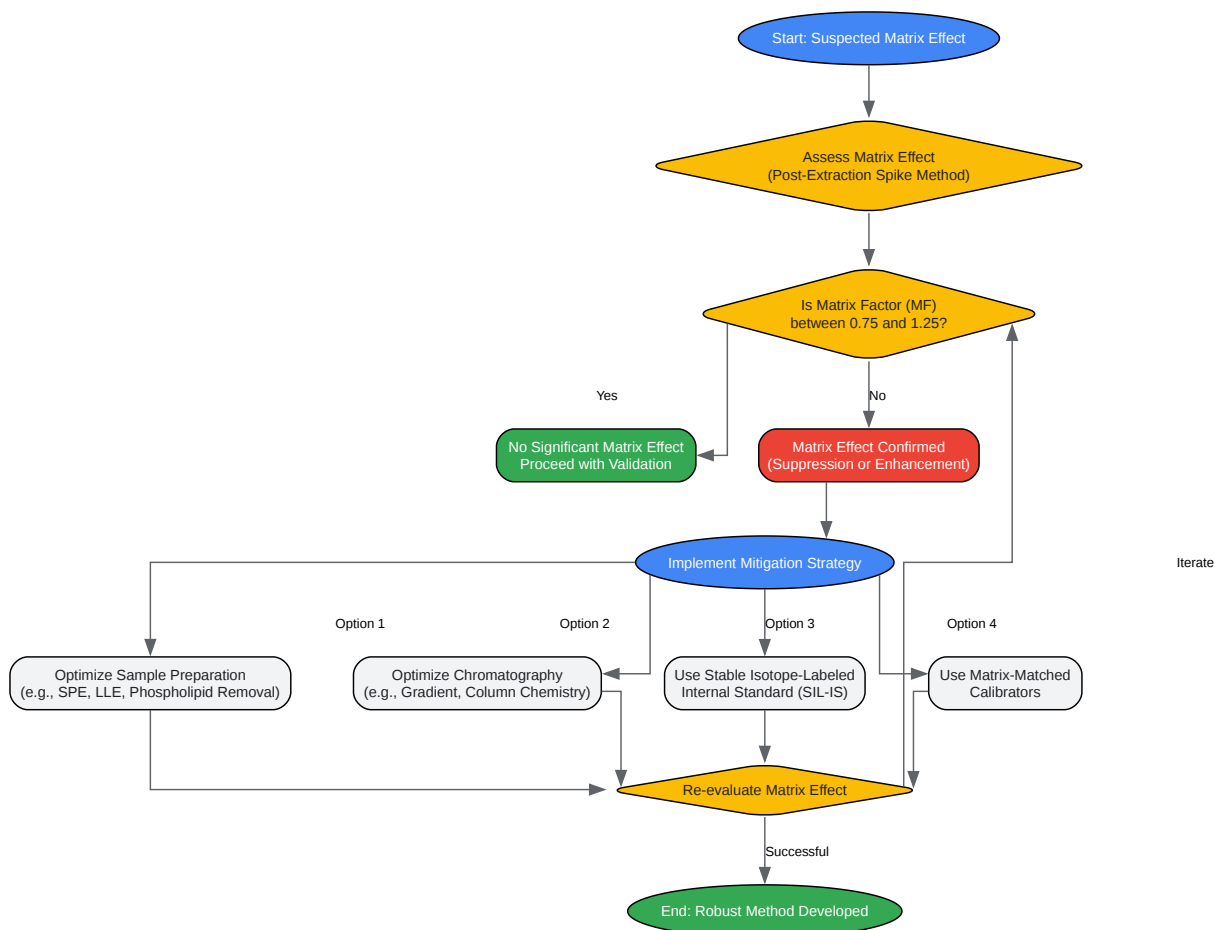 Start: Suspected Matrix Effect
Assess Matrix Effect
(Post-Extraction Spike Method)
Is Matrix Factor (MF)
between 0.75 and 1.25?
Yes
No
No Significant Matrix Effect
Proceed with Validation
Matrix Effect Confirmed
(Suppression or Enhancement)
Implement Mitigation Strategy
Iterate
Option 1
Option 2
Option 3
Option 4
Optimize Sample Preparation
(e.g., SPE, LLE, Phospholipid Removal)
Optimize Chromatography
(e.g., Gradient, Column Chemistry)
Use Stable Isotope-Labeled
Internal Standard (SIL-IS)
Use Matrix-Matched
Calibrators
Re-evaluate Matrix Effect
Successful
End: Robust Method Developed